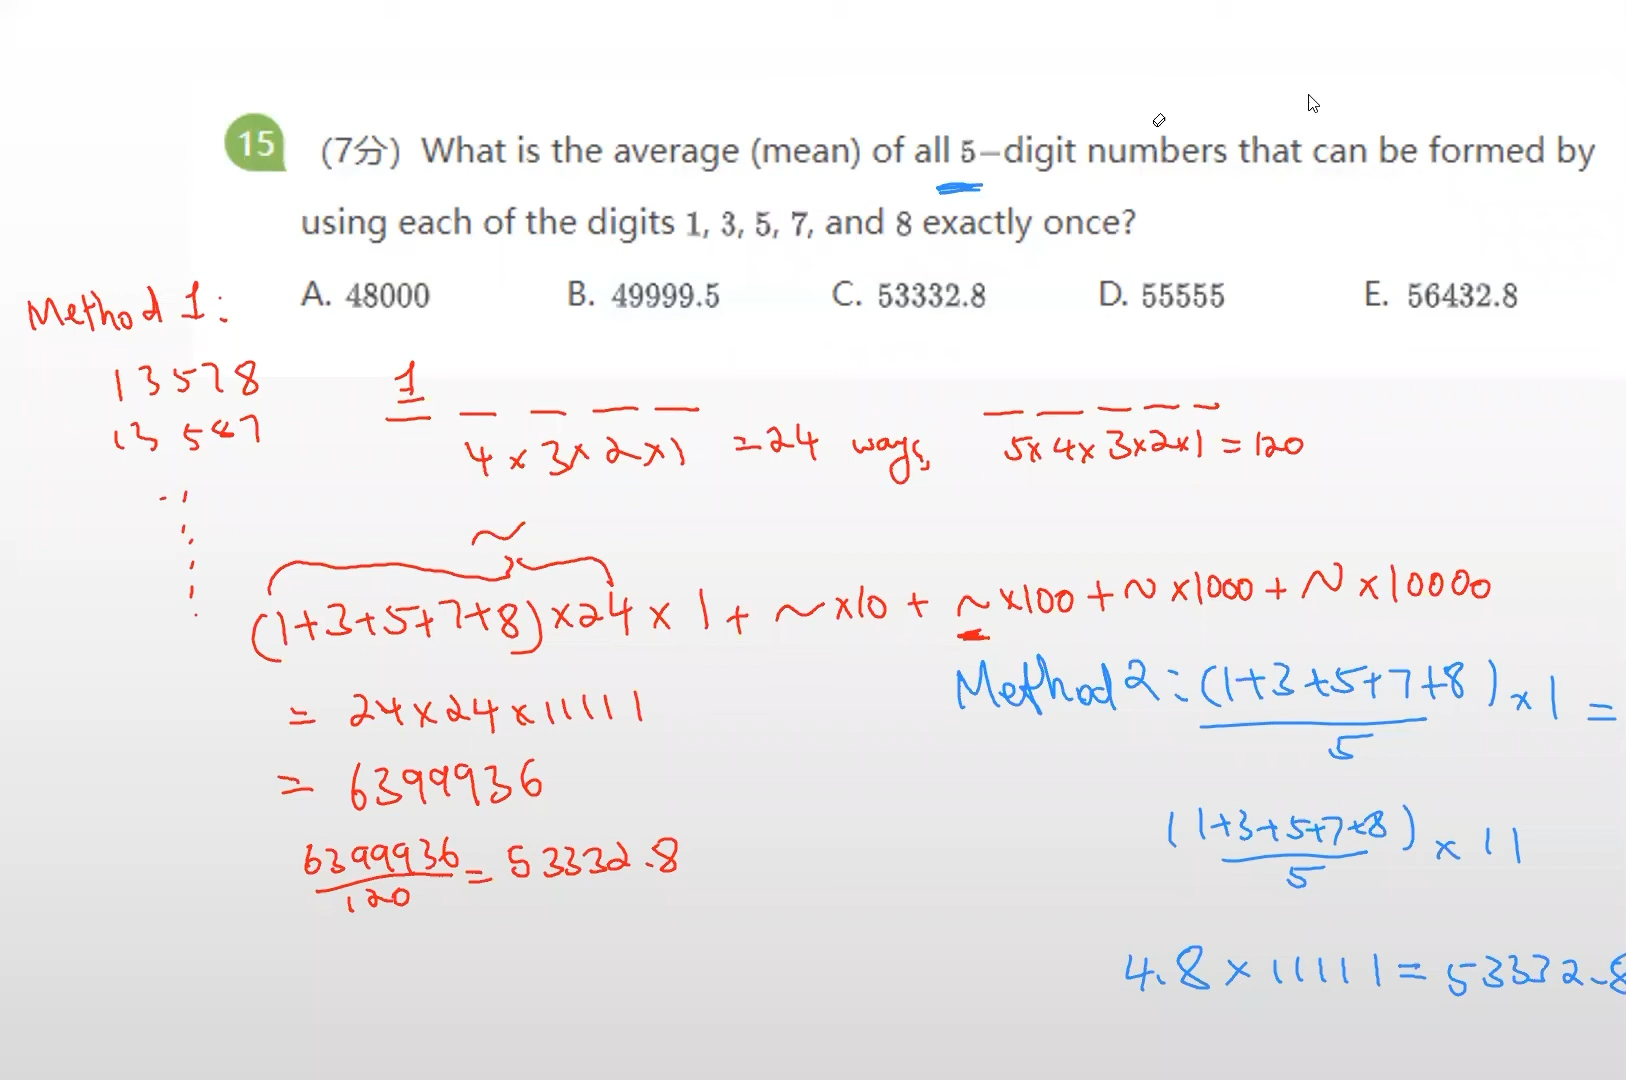 15 (7分) What is the average (mean) of all 5-digit numbers that can be formed by
using each of the digits 1, 3, 5, 7, and 8 exactly once?
A. 48000 B. 49999.5 C. 53332.8 D. 55555 E. 56432.8
Method 1:
13578
13587
1 _ _ _ _
4 × 3 × 2 × 1 = 24 ways,
_ _ _ _ _
5×4×3×2×1 = 120
~
(1+3+5+7+8)×24 × 1 + ~×10 + ~×100 + ~×1000 + ~×10000
= 24×24×11111
= 6399936
6399936/120 = 53332.8
Method 2: (1+3+5+7+8)/5 × 1 =
(1+3+5+7+8)/5 × 11
4.8 × 11111 = 53332.8